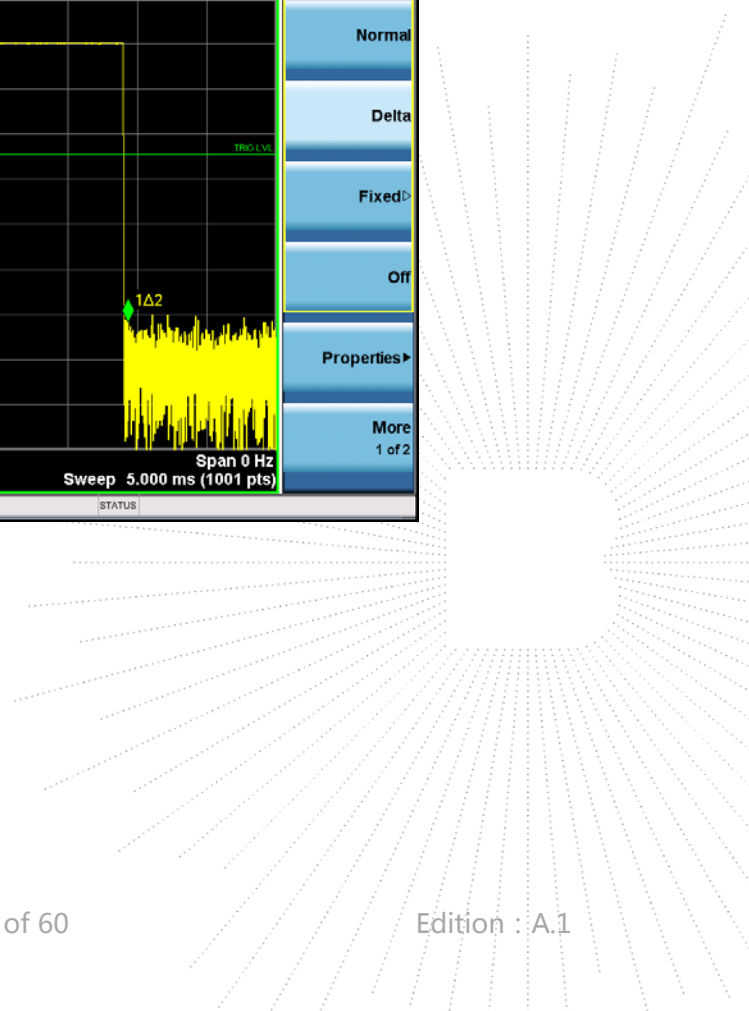 Normal
Delta
TRIG LVL
Fixed▷
Off
1Δ2
Properties▸
More
1 of 2
Span 0 Hz
Sweep 5.000 ms (1001 pts)
STATUS
of 60
Edition : A.1